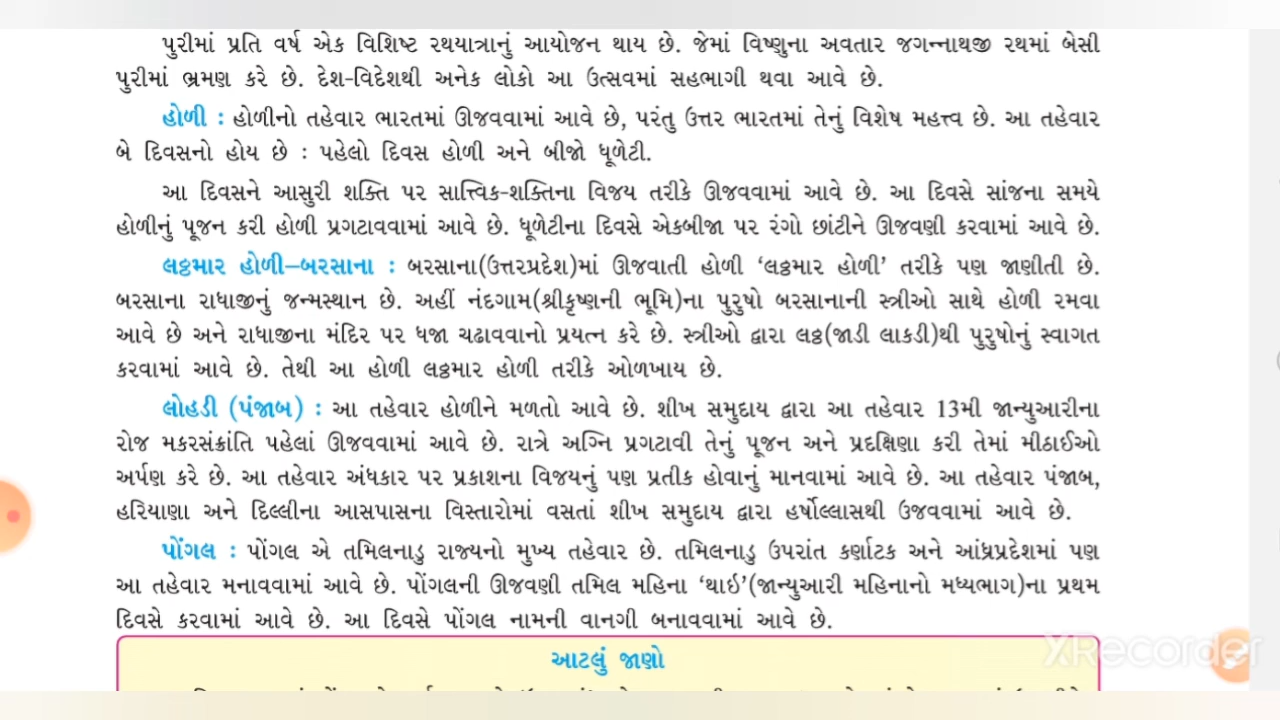 પુરીમાં પ્રતિ વર્ષ એક વિશિષ્ટ રથયાત્રાનું આયોજન થાય છે. જેમાં વિષ્ણુના અવતાર જગન્નાથજી રથમાં બેસી
પુરીમાં ભ્રમણ કરે છે. દેશ-વિદેશથી અનેક લોકો આ ઉત્સવમાં સહભાગી થવા આવે છે.
હોળી : હોળીનો તહેવાર ભારતમાં ઊજવવામાં આવે છે, પરંતુ ઉત્તર ભારતમાં તેનું વિશેષ મહત્ત્વ છે. આ તહેવાર
બે દિવસનો હોય છે : પહેલો દિવસ હોળી અને બીજો ધૂળેટી.
આ દિવસને આસુરી શક્તિ પર સાત્ત્વિક-શક્તિના વિજય તરીકે ઊજવવામાં આવે છે. આ દિવસે સાંજના સમયે
હોળીનું પૂજન કરી હોળી પ્રગટાવવામાં આવે છે. ધૂળેટીના દિવસે એકબીજા પર રંગો છાંટીને ઊજવણી કરવામાં આવે છે.
લઠ્ઠમાર હોળી–બરસાના : બરસાના(ઉત્તરપ્રદેશ)માં ઊજવાતી હોળી ‘લઠ્ઠમાર હોળી’ તરીકે પણ જાણીતી છે.
બરસાના રાધાજીનું જન્મસ્થાન છે. અહીં નંદગામ(શ્રીકૃષ્ણની ભૂમિ)ના પુરુષો બરસાનાની સ્ત્રીઓ સાથે હોળી રમવા
આવે છે અને રાધાજીના મંદિર પર ધજા ચઢાવવાનો પ્રયત્ન કરે છે. સ્ત્રીઓ દ્વારા લઠ્ઠ(જાડી લાકડી)થી પુરુષોનું સ્વાગત
કરવામાં આવે છે. તેથી આ હોળી લઠ્ઠમાર હોળી તરીકે ઓળખાય છે.
લોહડી (પંજાબ) : આ તહેવાર હોળીને મળતો આવે છે. શીખ સમુદાય દ્વારા આ તહેવાર 13મી જાન્યુઆરીના
રોજ મકરસંક્રાંતિ પહેલાં ઊજવવામાં આવે છે. રાત્રે અગ્નિ પ્રગટાવી તેનું પૂજન અને પ્રદક્ષિણા કરી તેમાં મીઠાઈઓ
અર્પણ કરે છે. આ તહેવાર અંધકાર પર પ્રકાશના વિજયનું પણ પ્રતીક હોવાનું માનવામાં આવે છે. આ તહેવાર પંજાબ,
હરિયાણા અને દિલ્લીના આસપાસના વિસ્તારોમાં વસતાં શીખ સમુદાય દ્વારા હર્ષોલ્લાસથી ઉજવવામાં આવે છે.
પોંગલ : પોંગલ એ તમિલનાડુ રાજ્યનો મુખ્ય તહેવાર છે. તમિલનાડુ ઉપરાંત કર્ણાટક અને આંધ્રપ્રદેશમાં પણ
આ તહેવાર મનાવવામાં આવે છે. પોંગલની ઊજવણી તમિલ મહિના ‘થાઇ’(જાન્યુઆરી મહિનાનો મધ્યભાગ)ના પ્રથમ
દિવસે કરવામાં આવે છે. આ દિવસે પોંગલ નામની વાનગી બનાવવામાં આવે છે.
XRecorder
આટલું જાણો